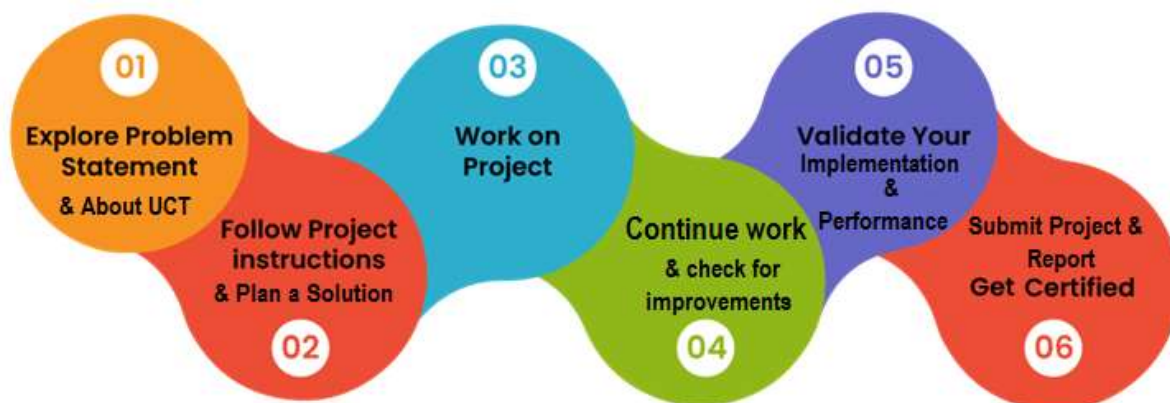 01
Explore Problem
Statement
& About UCT
Follow Project
instructions
& Plan a Solution
02
03
Work on
Project
Continue work
& check for
improvements
04
05
Validate Your
Implementation
&
Performance
Submit Project &
Report
Get Certified
06